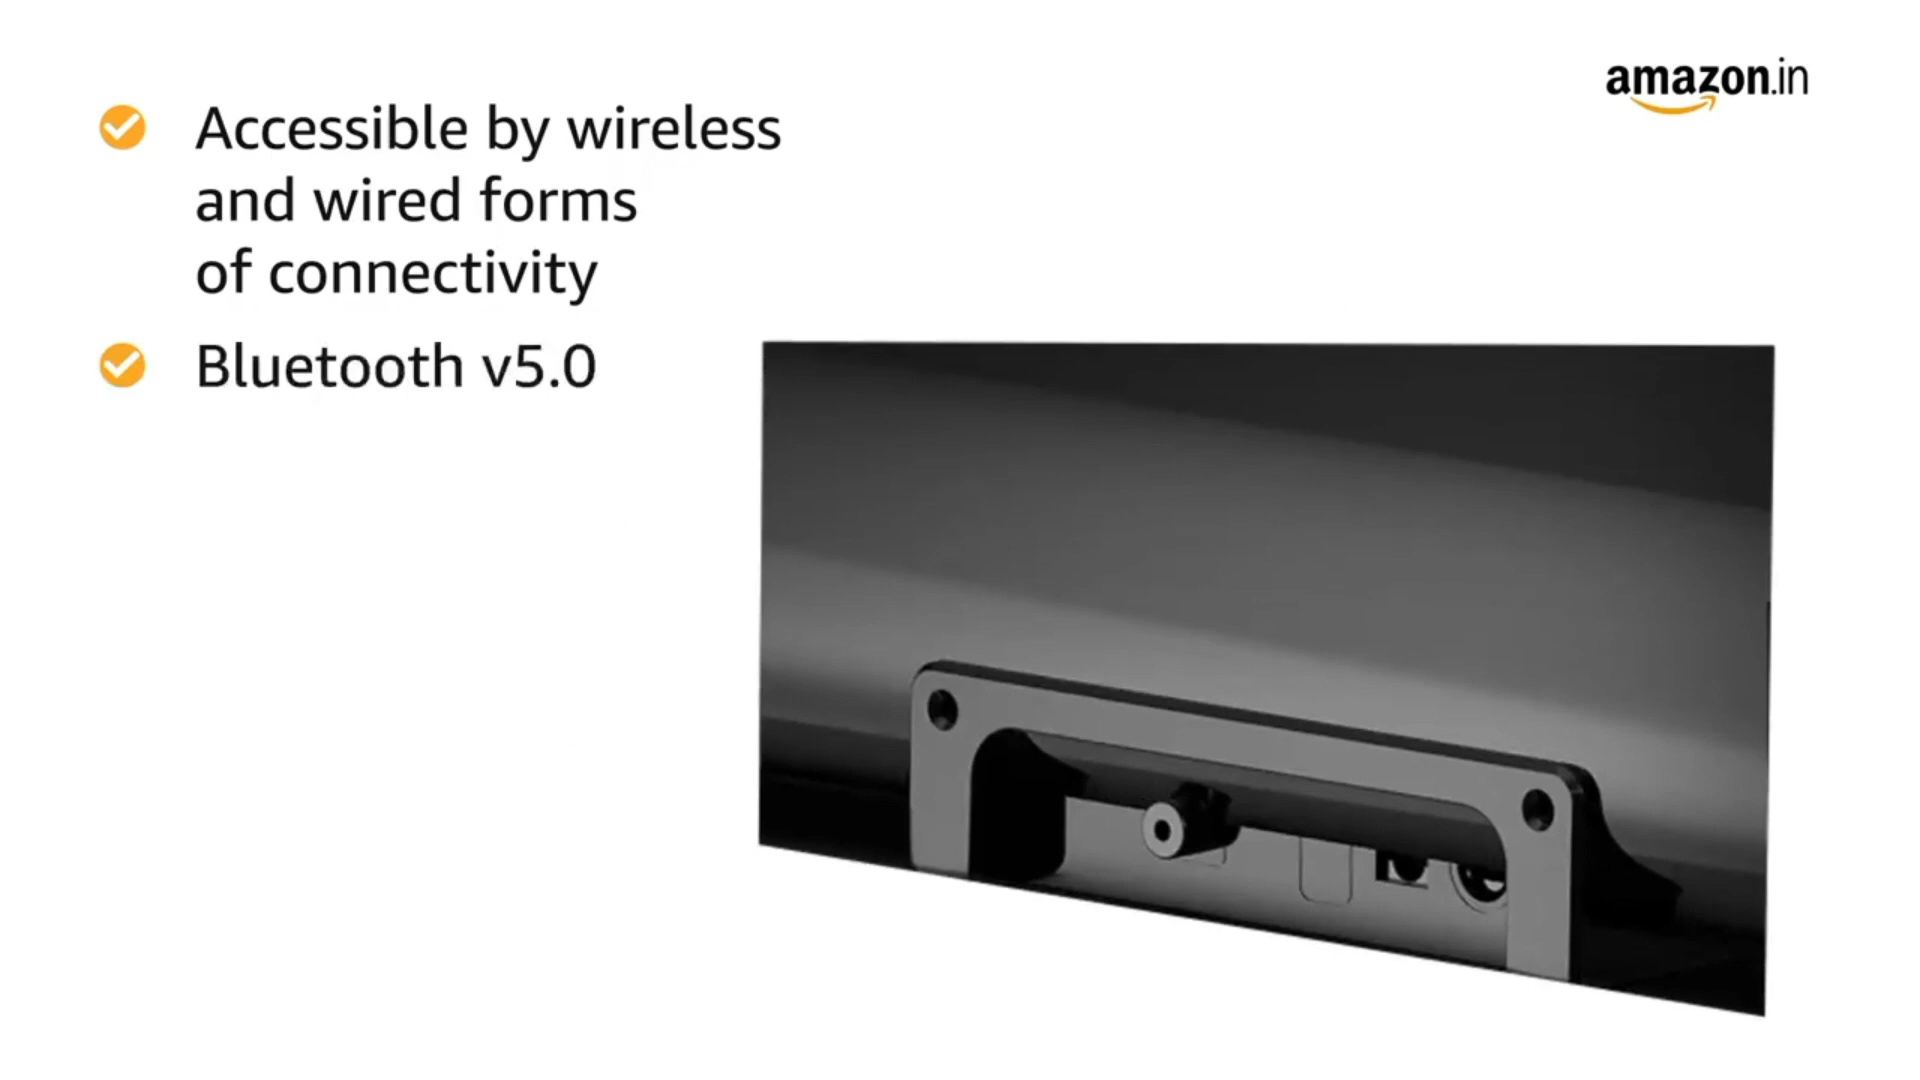 amazon.in
Accessible by wireless
and wired forms
of connectivity
Bluetooth v5.0